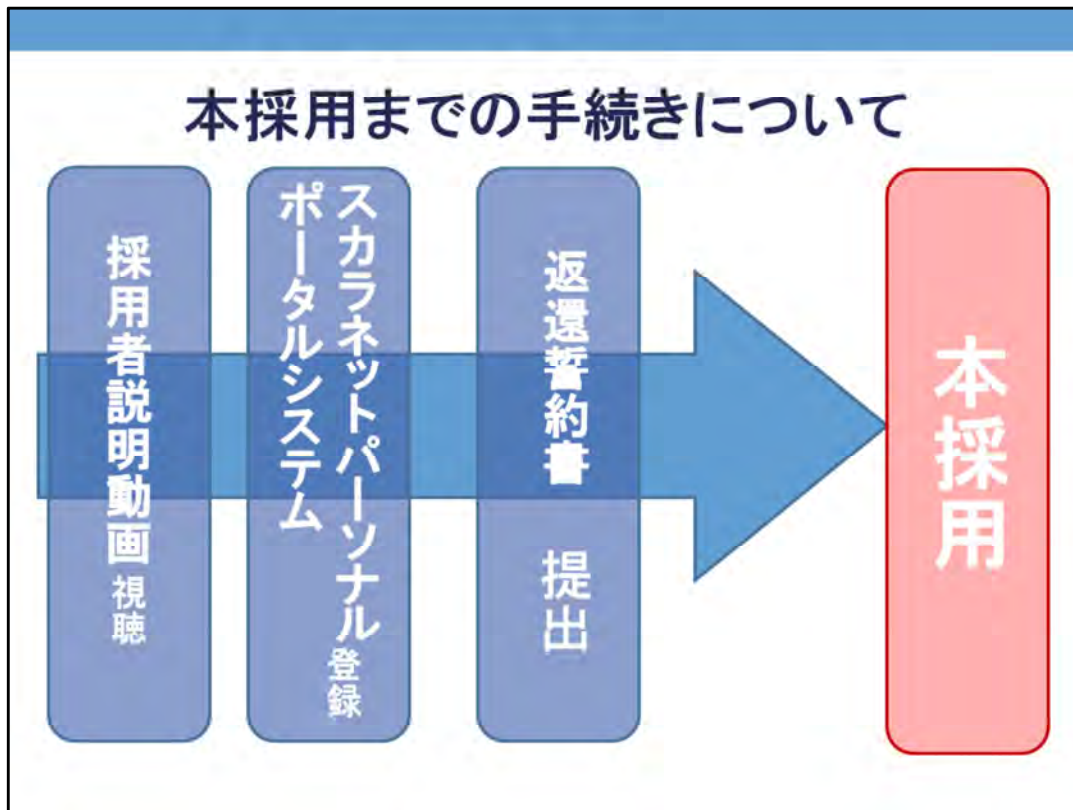 本採用までの手続きについて
採用者説明動画 視聴
スカラネットパーソナル 登録
ポータルシステム
返還誓約書 提出
本採用